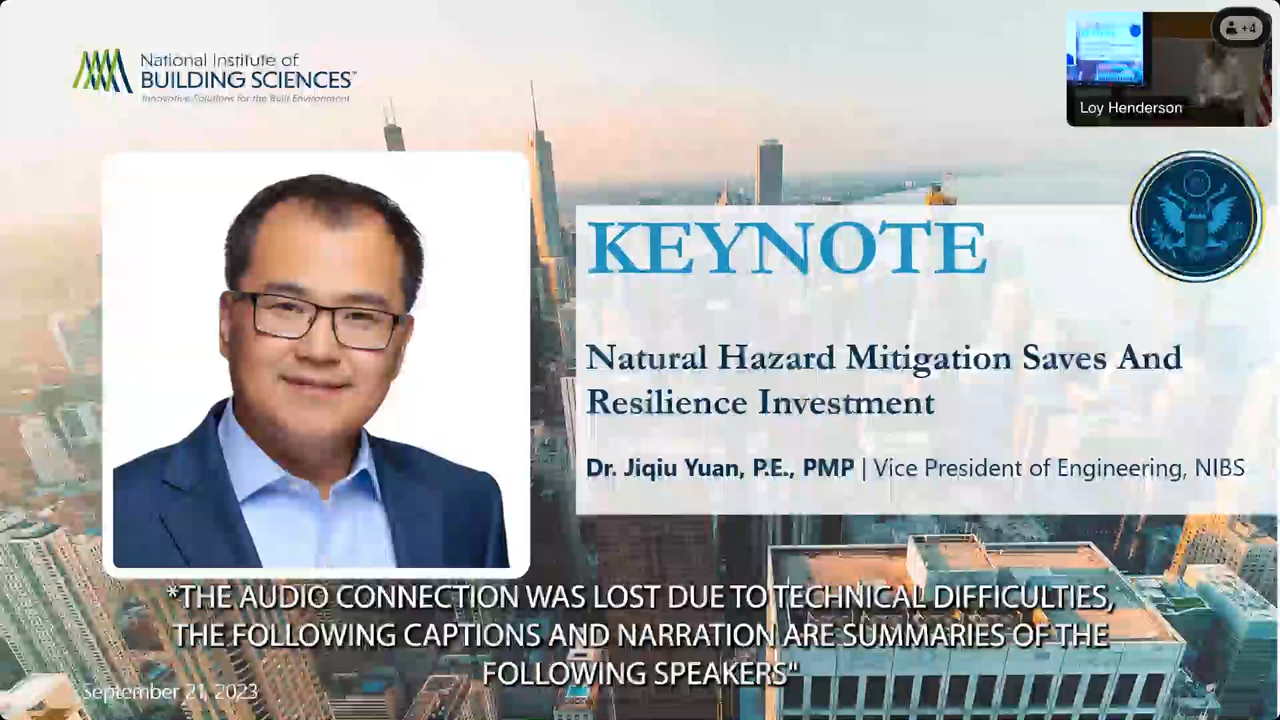 National Institute of
BUILDING SCIENCES™
Innovative Solutions for the Built Environment
+4
Loy Henderson
KEYNOTE
Natural Hazard Mitigation Saves And
Resilience Investment
Dr. Jiqiu Yuan, P.E., PMP | Vice President of Engineering, NIBS
*THE AUDIO CONNECTION WAS LOST DUE TO TECHNICAL DIFFICULTIES,
THE FOLLOWING CAPTIONS AND NARRATION ARE SUMMARIES OF THE
FOLLOWING SPEAKERS"
September 21, 2023